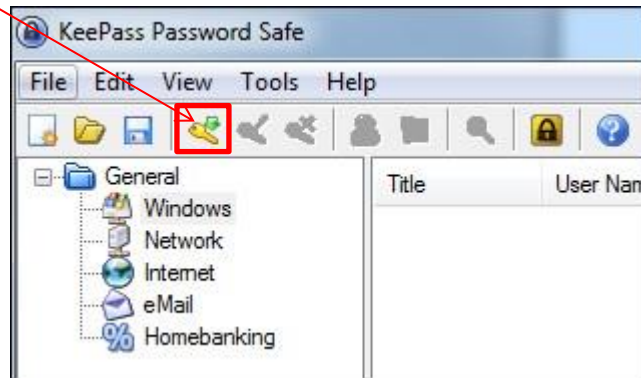 KeePass Password Safe
File Edit View Tools Help
General
Title User Nam
Windows
Network
Internet
eMail
Homebanking